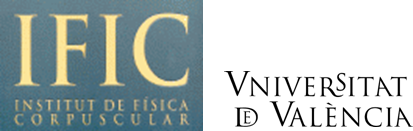 IFIC
INSTITUT DE FÍSICA
CORPUSCULAR
VNIVERSITAT
DE VALÈNCIA